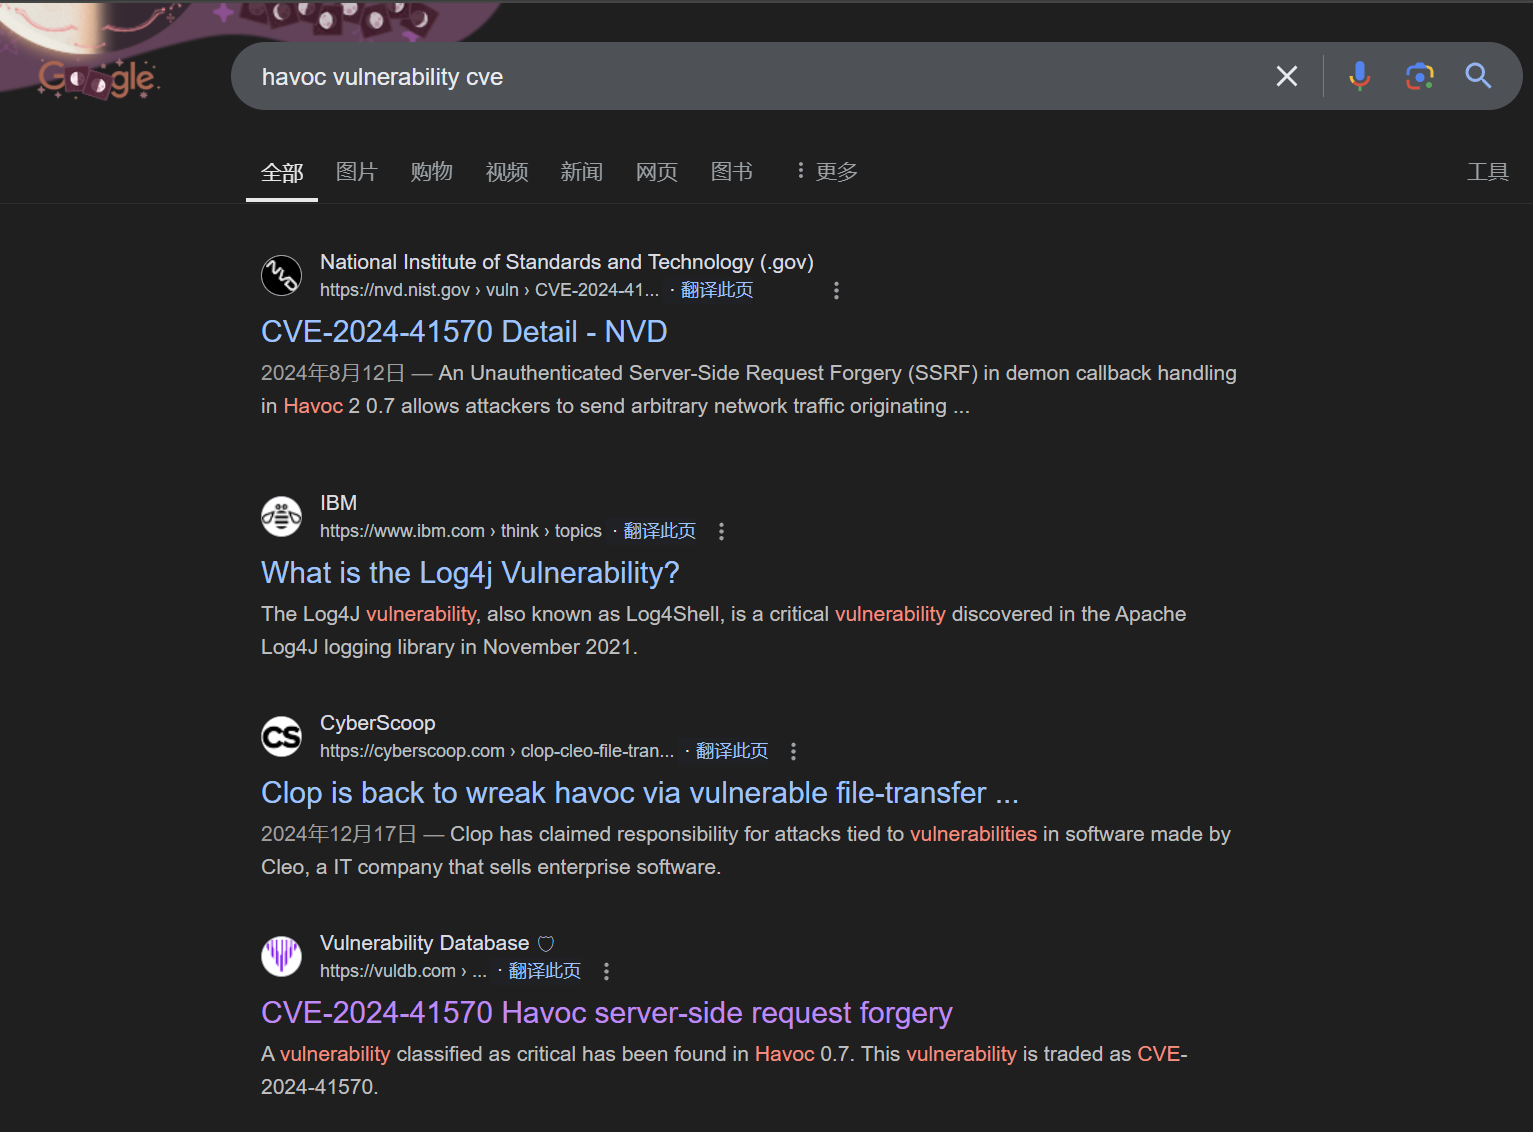 Google
havoc vulnerability cve
全部 图片 购物 视频 新闻 网页 图书 更多 工具
National Institute of Standards and Technology (.gov)
https://nvd.nist.gov › vuln › CVE-2024-41... · 翻译此页
CVE-2024-41570 Detail - NVD
2024年8月12日 — An Unauthenticated Server-Side Request Forgery (SSRF) in demon callback handling
in Havoc 2 0.7 allows attackers to send arbitrary network traffic originating ...
IBM
https://www.ibm.com › think › topics · 翻译此页
What is the Log4j Vulnerability?
The Log4J vulnerability, also known as Log4Shell, is a critical vulnerability discovered in the Apache
Log4J logging library in November 2021.
CS
CyberScoop
https://cyberscoop.com › clop-cleo-file-tran... · 翻译此页
Clop is back to wreak havoc via vulnerable file-transfer ...
2024年12月17日 — Clop has claimed responsibility for attacks tied to vulnerabilities in software made by
Cleo, a IT company that sells enterprise software.
Vulnerability Database
https://vuldb.com › ... · 翻译此页
CVE-2024-41570 Havoc server-side request forgery
A vulnerability classified as critical has been found in Havoc 0.7. This vulnerability is traded as CVE-
2024-41570.